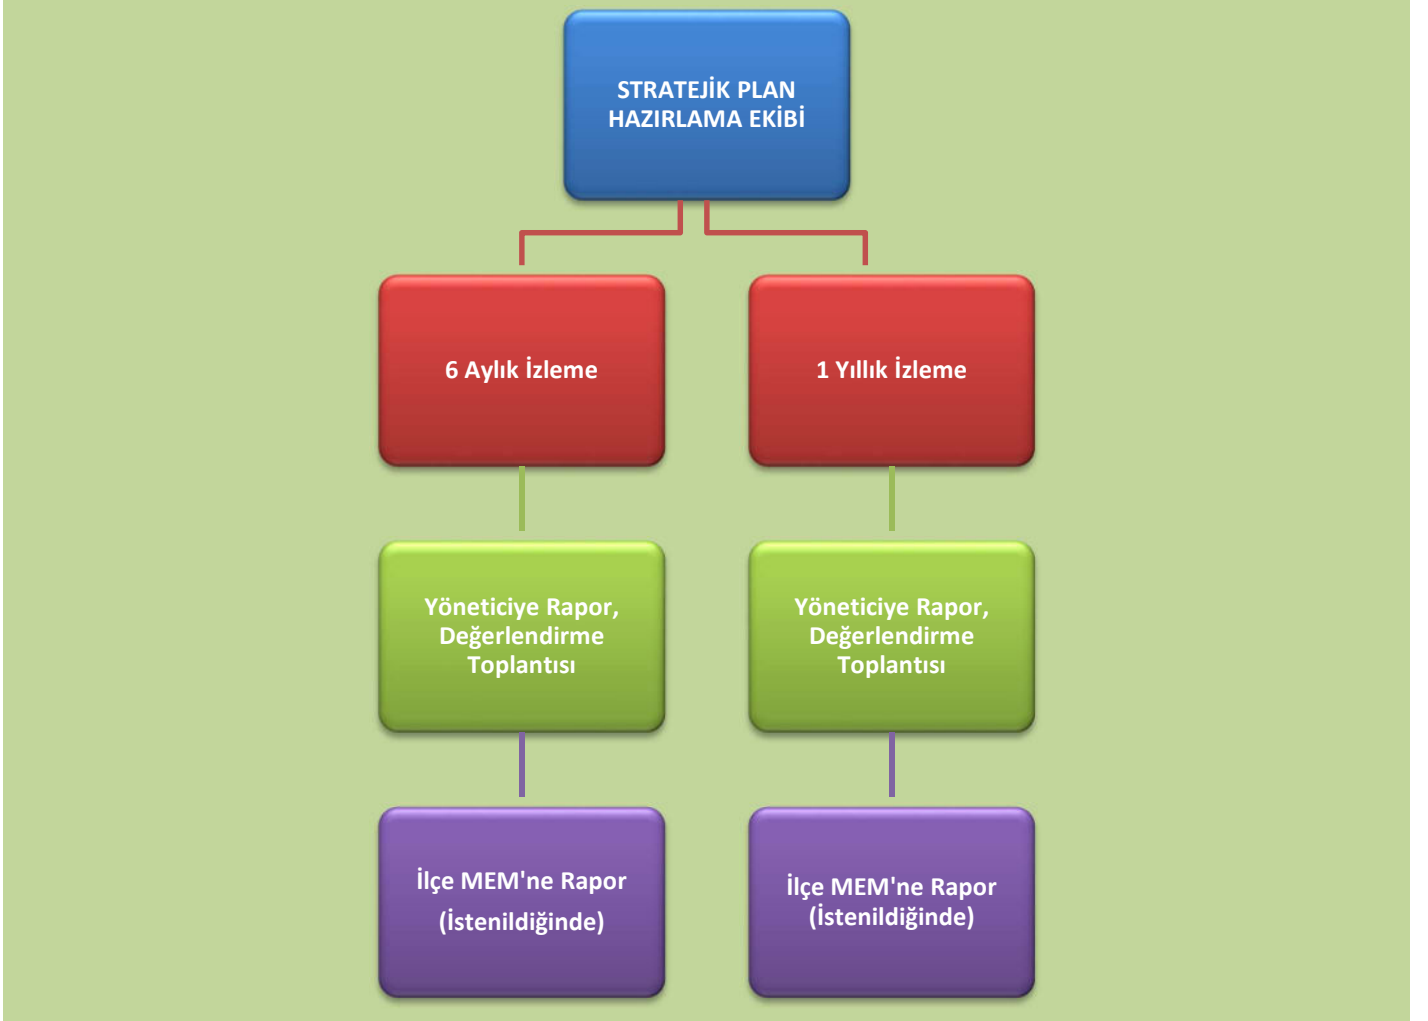 STRATEJİK PLAN
HAZIRLAMA EKİBİ
6 Aylık İzleme
1 Yıllık İzleme
Yöneticiye Rapor,
Değerlendirme
Toplantısı
Yöneticiye Rapor,
Değerlendirme
Toplantısı
İlçe MEM'ne Rapor
(İstenildiğinde)
İlçe MEM'ne Rapor
(İstenildiğinde)